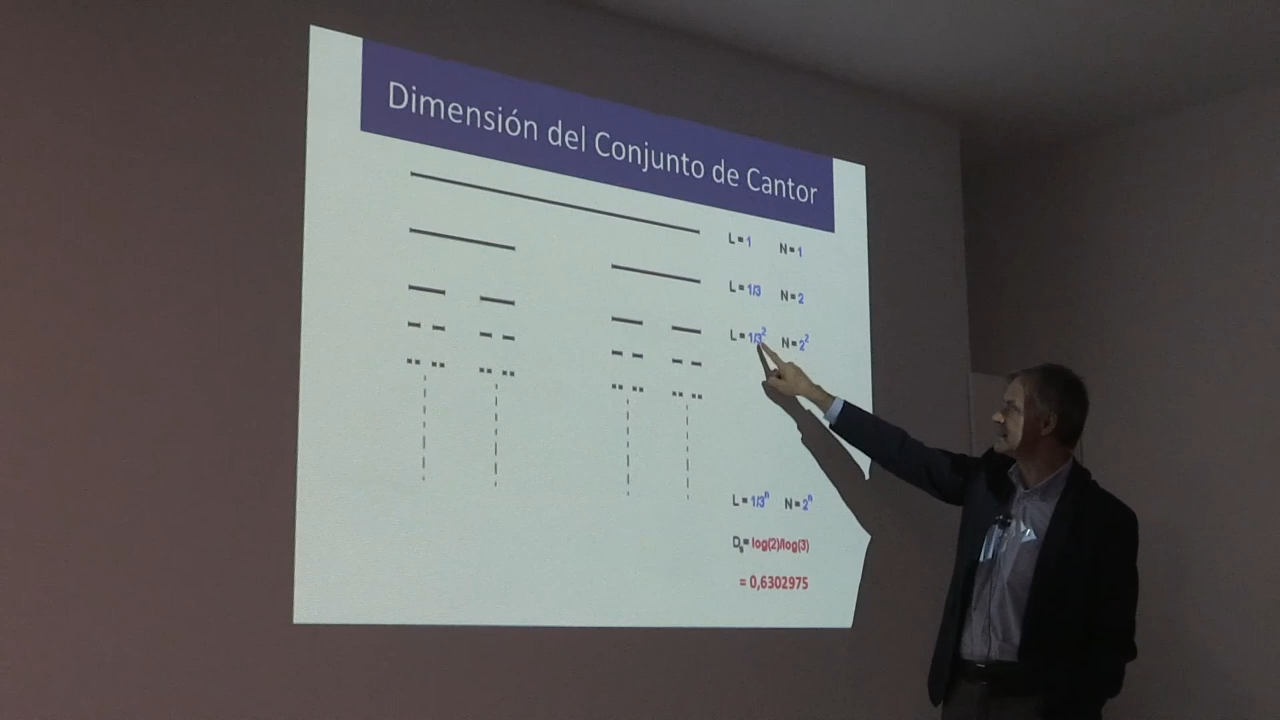 Dimensión del Conjunto de Cantor
L = 1 N = 1
L = 1/3 N = 2
L = 1/3² N = 2²
L = 1/3ⁿ N = 2ⁿ
D₀ = log(2)/log(3)
= 0,6302975